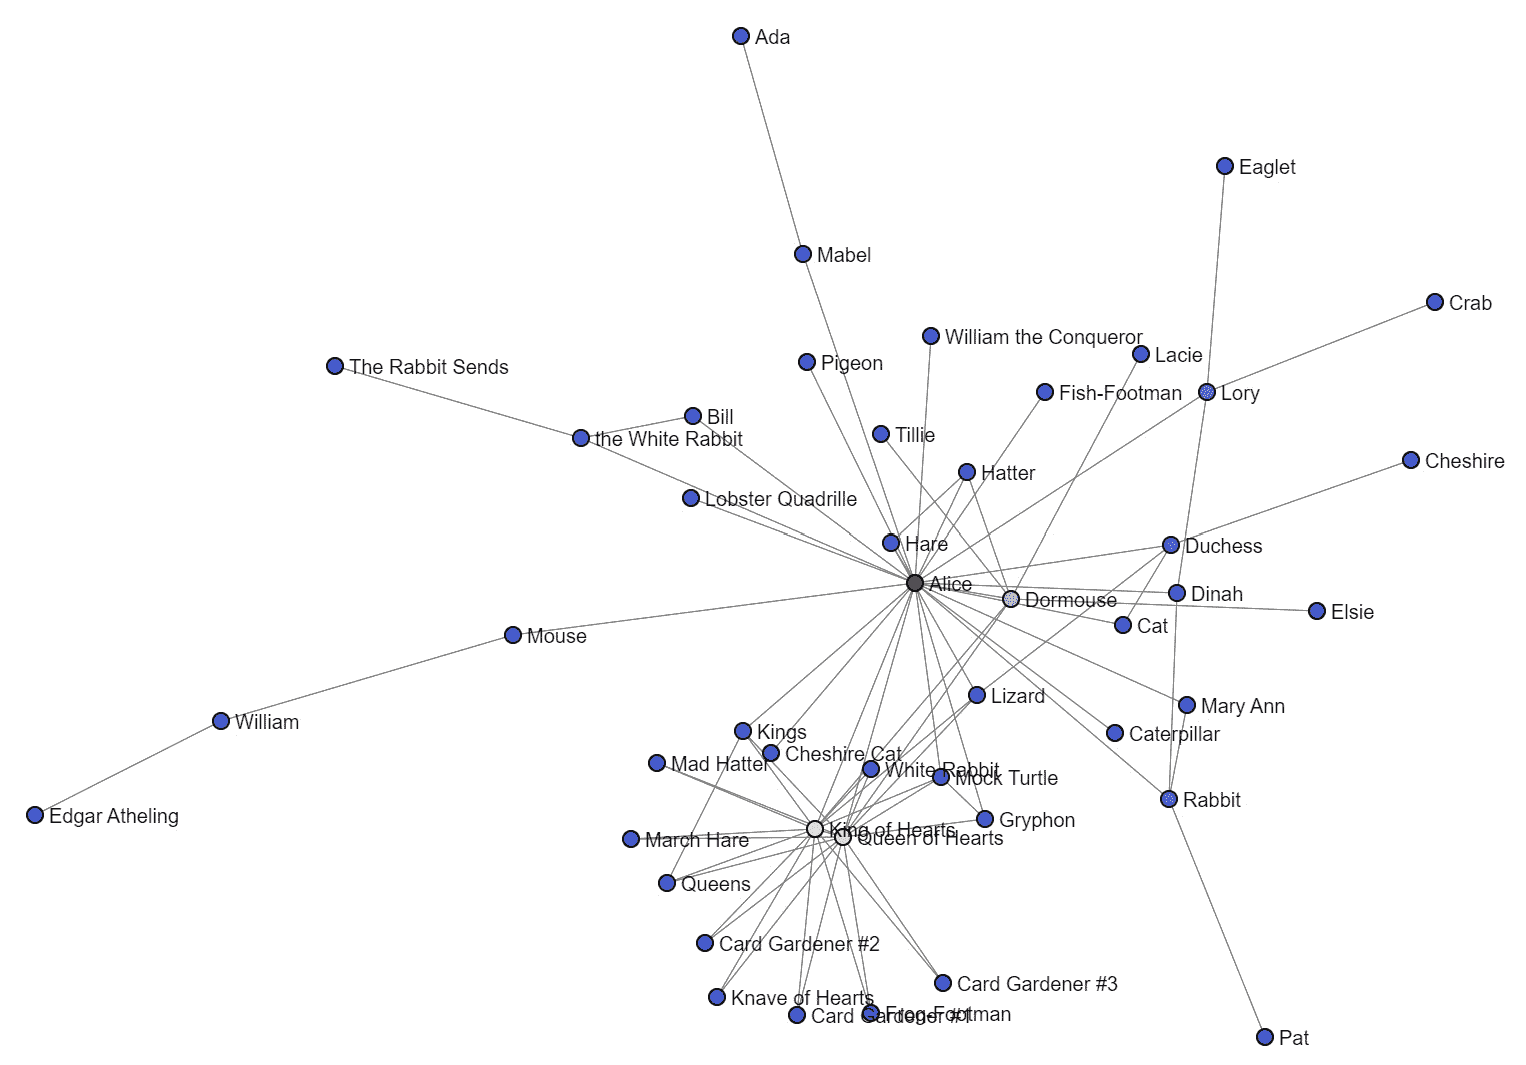 Ada
Eaglet
Mabel
Crab
William the Conqueror
Lacie
Pigeon
The Rabbit Sends
Fish-Footman
Lory
Bill
Tillie
the White Rabbit
Cheshire
Hatter
Lobster Quadrille
Hare
Duchess
Alice
Dinah
Dormouse
Elsie
Cat
Mouse
Lizard
Mary Ann
William
Kings
Caterpillar
Cheshire Cat
Mad Hatter
White Rabbit
Mock Turtle
Rabbit
Edgar Atheling
Gryphon
King of Hearts
Queen of Hearts
March Hare
Queens
Card Gardener #2
Card Gardener #3
Knave of Hearts
Card Gardener #1
Frog-Footman
Pat